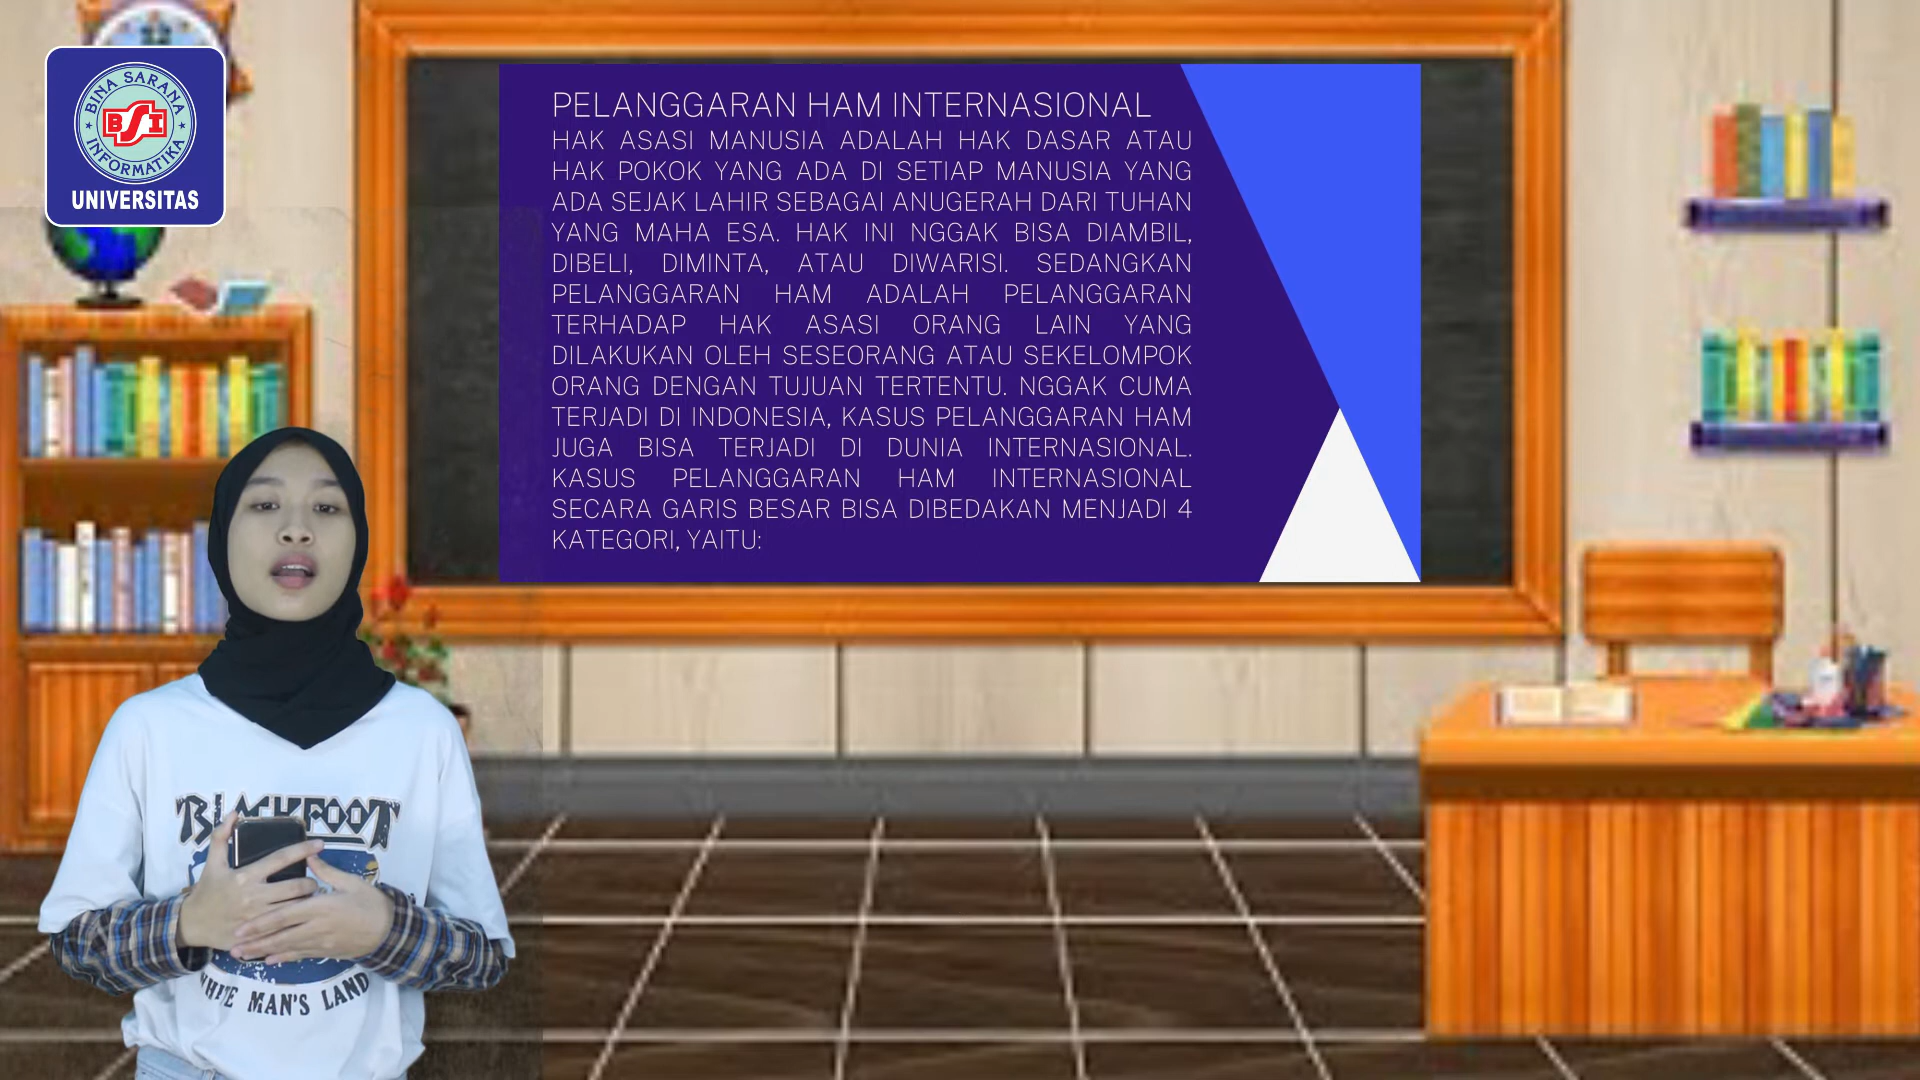 BINA SARANA
BSI
INFORMATIKA
UNIVERSITAS
PELANGGARAN HAM INTERNASIONAL
HAK ASASI MANUSIA ADALAH HAK DASAR ATAU
HAK POKOK YANG ADA DI SETIAP MANUSIA YANG
ADA SEJAK LAHIR SEBAGAI ANUGERAH DARI TUHAN
YANG MAHA ESA. HAK INI NGGAK BISA DIAMBIL,
DIBELI, DIMINTA, ATAU DIWARISI. SEDANGKAN
PELANGGARAN HAM ADALAH PELANGGARAN
TERHADAP HAK ASASI ORANG LAIN YANG
DILAKUKAN OLEH SESEORANG ATAU SEKELOMPOK
ORANG DENGAN TUJUAN TERTENTU. NGGAK CUMA
TERJADI DI INDONESIA, KASUS PELANGGARAN HAM
JUGA BISA TERJADI DI DUNIA INTERNASIONAL.
KASUS PELANGGARAN HAM INTERNASIONAL
SECARA GARIS BESAR BISA DIBEDAKAN MENJADI 4
KATEGORI, YAITU:
BLACKFOOT
WHITE MAN'S LAND